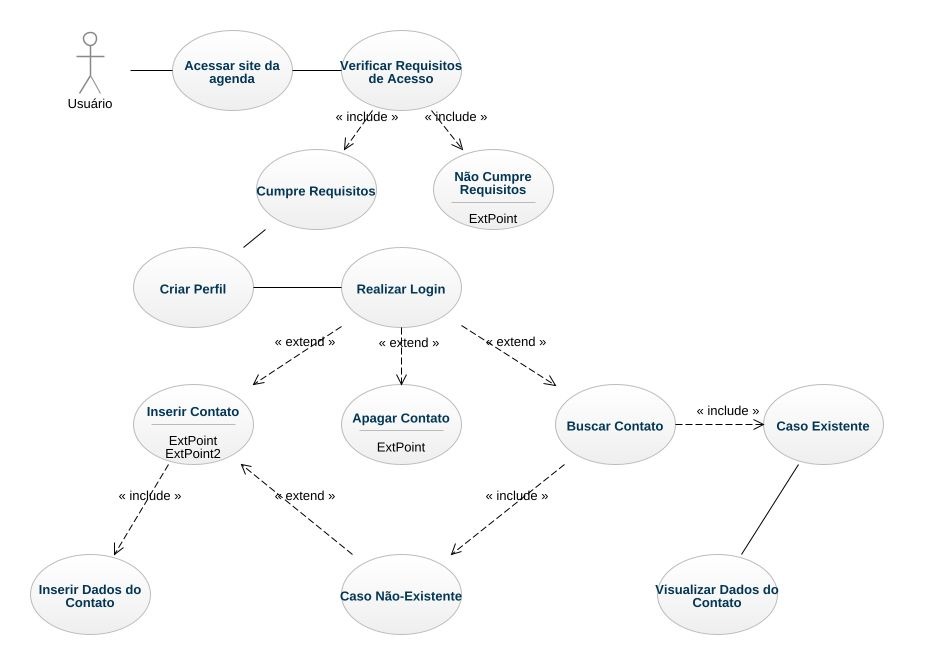 Usuário
Acessar site da
agenda
Verificar Requisitos
de Acesso
« include »
« include »
Cumpre Requisitos
Não Cumpre
Requisitos
ExtPoint
Criar Perfil
Realizar Login
« extend »
« extend »
« extend »
Inserir Contato
ExtPoint
ExtPoint2
Apagar Contato
ExtPoint
Buscar Contato
« include »
Caso Existente
« include »
« extend »
« include »
Inserir Dados do
Contato
Caso Não-Existente
Visualizar Dados do
Contato